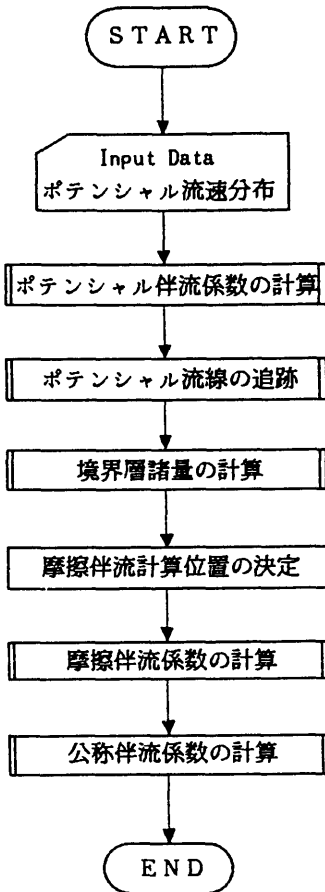 START
Input Data
ポテンシャル流速分布
ポテンシャル伴流係数の計算
ポテンシャル流線の追跡
境界層諸量の計算
摩擦伴流計算位置の決定
摩擦伴流係数の計算
公称伴流係数の計算
END